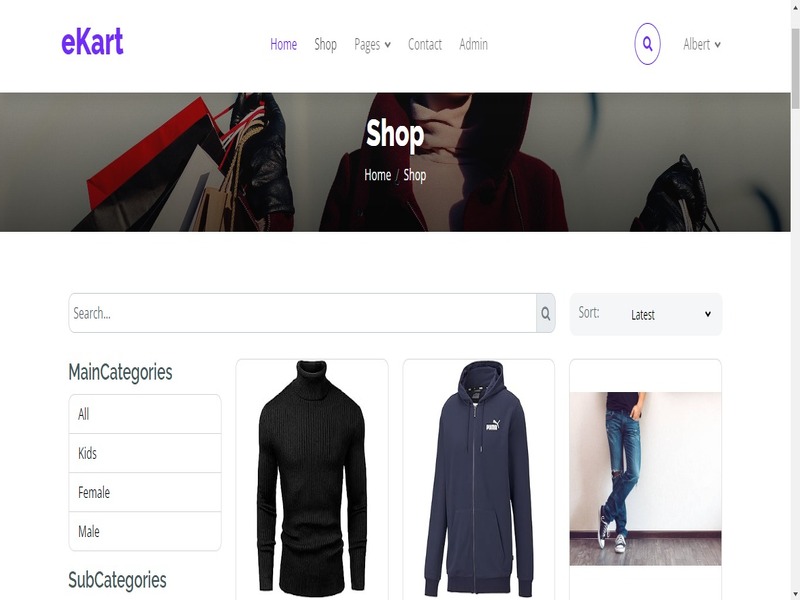 eKart
Home Shop Pages Contact Admin
Albert
Shop
Home / Shop
Search...
Sort: Latest
MainCategories
All
Kids
Female
Male
SubCategories
PUMA